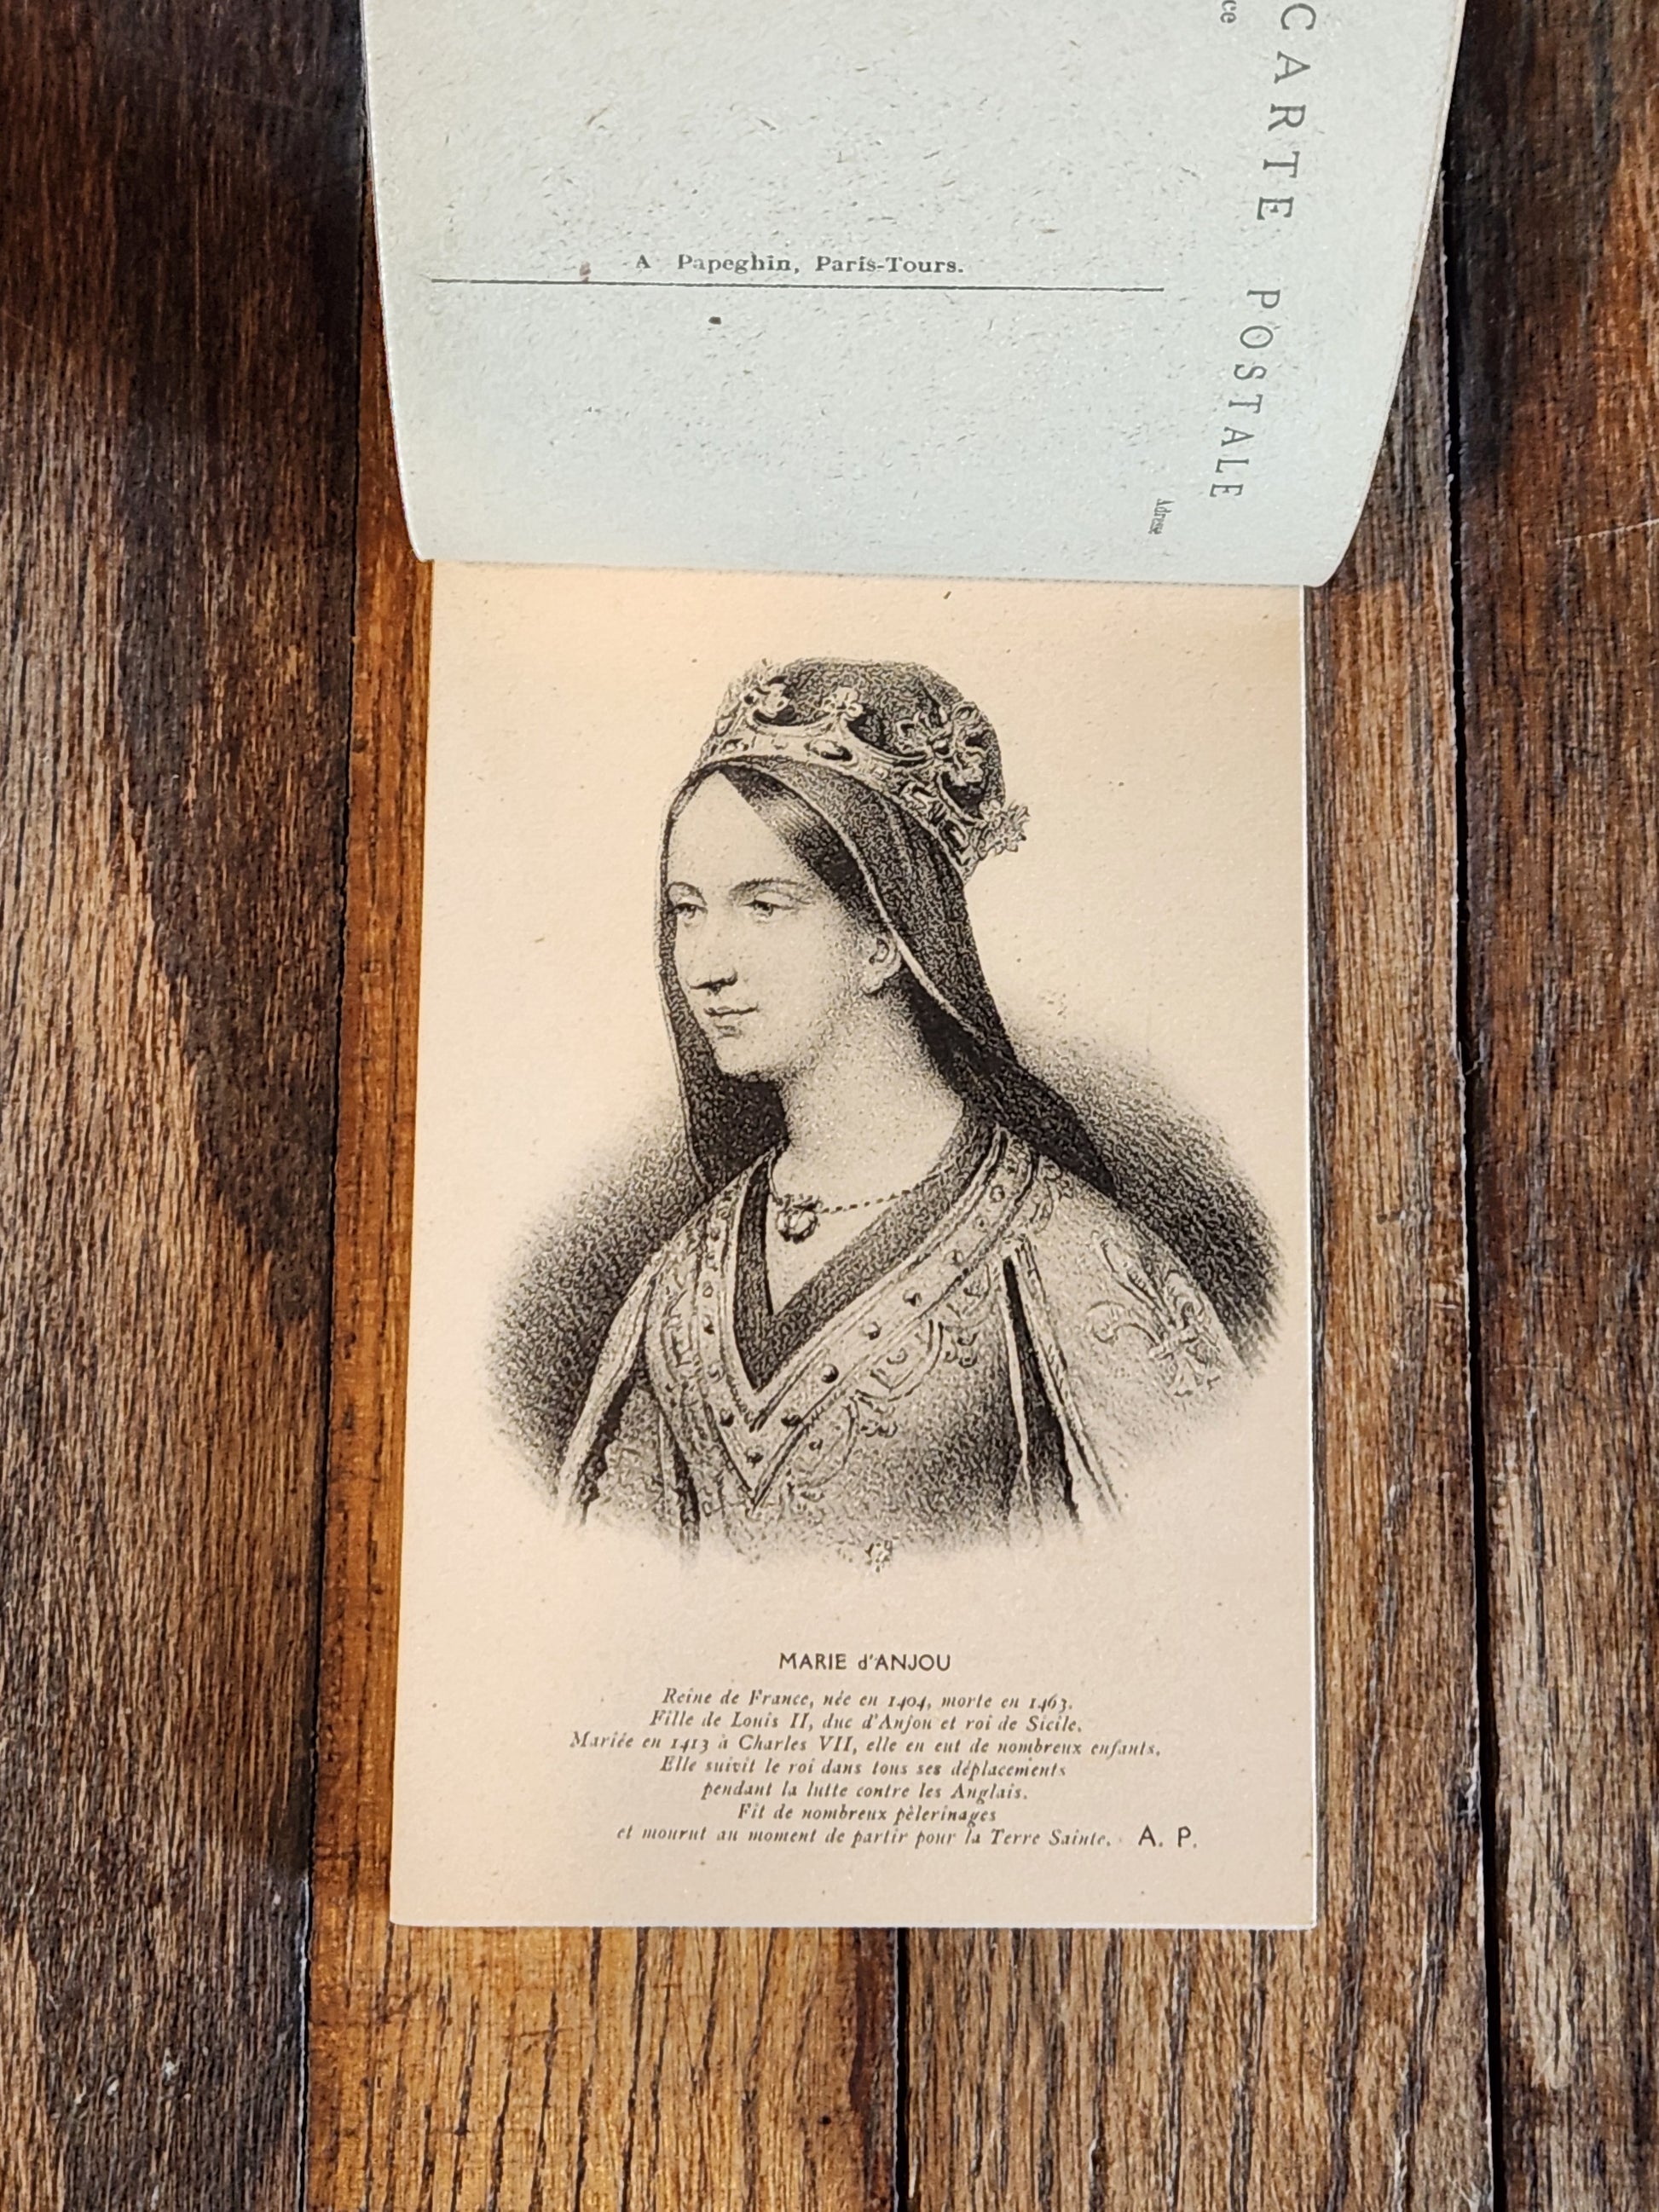 ce
CARTE POSTALE
Adresse
A Papeghin, Paris-Tours.
MARIE d'ANJOU
Reine de France, née en 1404, morte en 1463.
Fille de Louis II, duc d'Anjou et roi de Sicile.
Mariée en 1413 à Charles VII, elle en eut de nombreux enfants.
Elle suivit le roi dans tous ses déplacements
pendant la lutte contre les Anglais.
Fit de nombreux pèlerinages
et mourut au moment de partir pour la Terre Sainte. A. P.